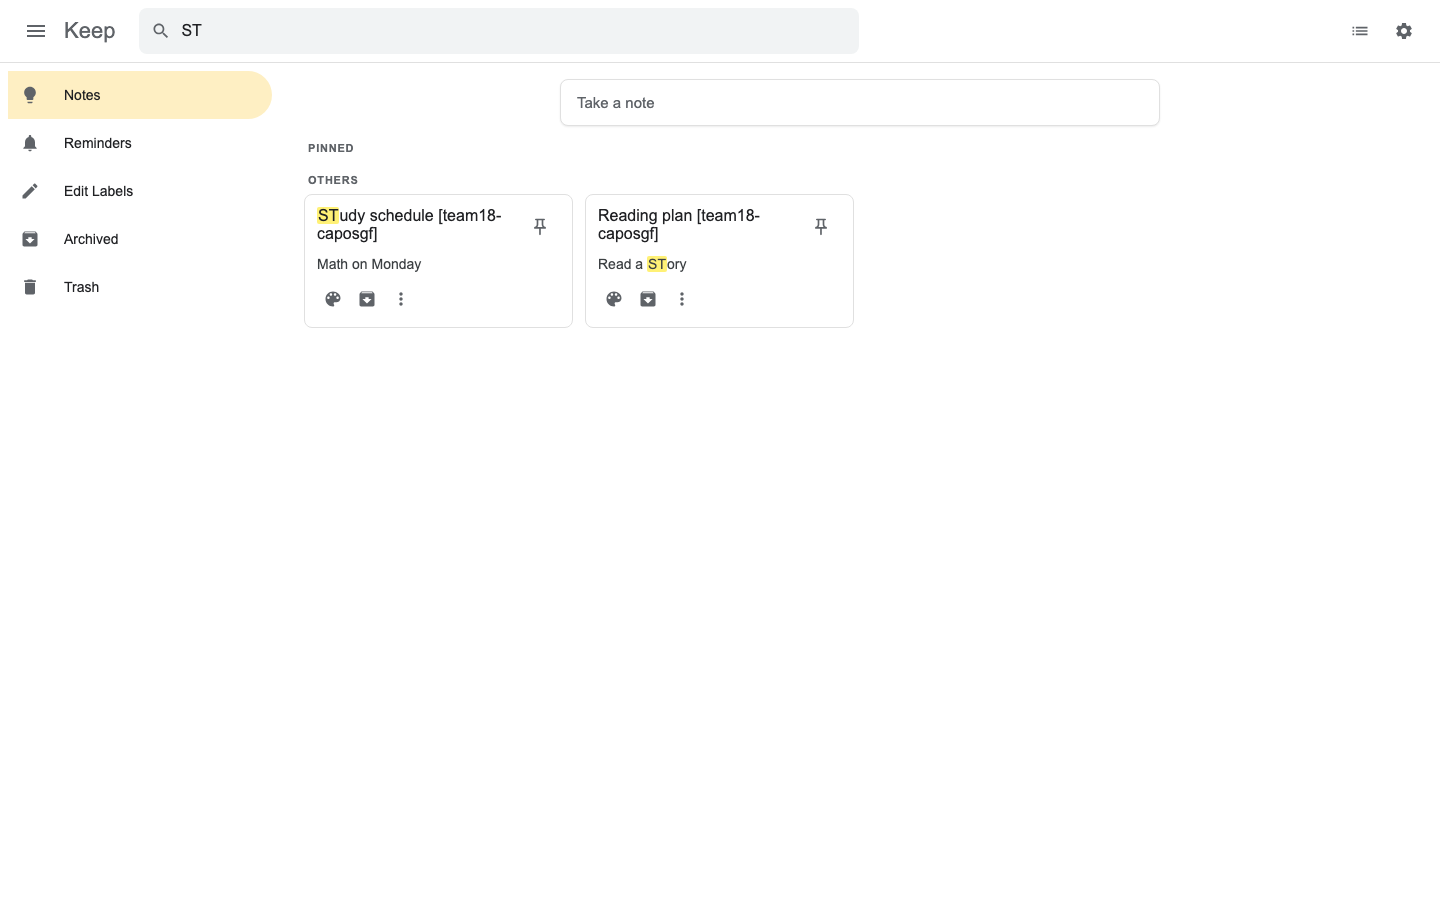 Keep
ST
Notes
Reminders
Edit Labels
Archived
Trash
Take a note
PINNED
OTHERS
STudy schedule [team18-
caposgf]
Math on Monday
Reading plan [team18-
caposgf]
Read a STory